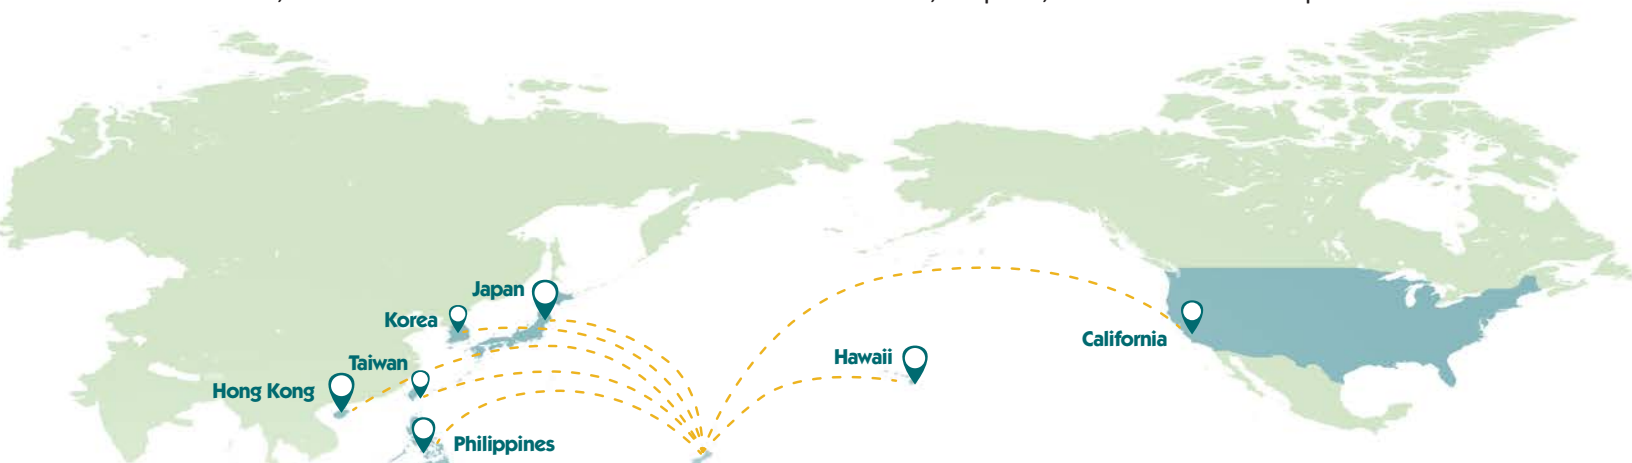 Japan
Korea
Taiwan
Hong Kong
Philippines
Hawaii
California